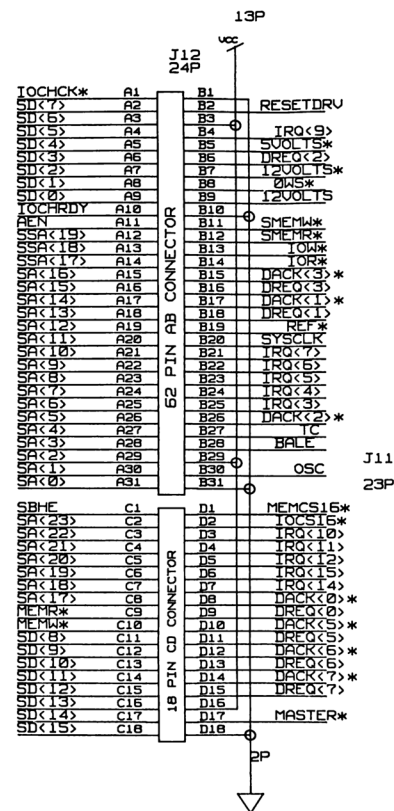 13P
VCC
J12
24P
IOCHCK* A1 B1
SD<7> A2 B2 RESETDRV
SD<6> A3 B3
SD<5> A4 B4 IRQ<9>
SD<4> A5 B5 5VOLTS*
SD<3> A6 B6 DREQ<2>
SD<2> A7 B7 12VOLTS*
SD<1> A8 B8 0WS*
SD<0> A9 B9 12VOLTS
IOCHRDY A10 B10
AEN A11 B11 SMEMW*
SSA<19> A12 B12 SMEMR*
SSA<18> A13 B13 IOW*
SSA<17> A14 B14 IOR*
SA<16> A15 B15 DACK<3>*
SA<15> A16 B16 DREQ<3>
SA<14> A17 B17 DACK<1>*
SA<13> A18 B18 DREQ<1>
SA<12> A19 B19 REF*
SA<11> A20 B20 SYSCLK
SA<10> A21 B21 IRQ<7>
SA<9> A22 B22 IRQ<6>
SA<8> A23 B23 IRQ<5>
SA<7> A24 B24 IRQ<4>
SA<6> A25 B25 IRQ<3>
SA<5> A26 B26 DACK<2>*
SA<4> A27 B27 TC
SA<3> A28 B28 BALE
SA<2> A29 B29
SA<1> A30 B30 OSC
SA<0> A31 B31
62 PIN AB CONNECTOR
J11
23P
SBHE C1 D1 MEMCS16*
SA<23> C2 D2 IOCS16*
SA<22> C3 D3 IRQ<10>
SA<21> C4 D4 IRQ<11>
SA<20> C5 D5 IRQ<12>
SA<19> C6 D6 IRQ<15>
SA<18> C7 D7 IRQ<14>
SA<17> C8 D8 DACK<0>*
MEMR* C9 D9 DREQ<0>
MEMW* C10 D10 DACK<5>*
SD<8> C11 D11 DREQ<5>
SD<9> C12 D12 DACK<6>*
SD<10> C13 D13 DREQ<6>
SD<11> C14 D14 DACK<7>*
SD<12> C15 D15 DREQ<7>
SD<13> C16 D16
SD<14> C17 D17 MASTER*
SD<15> C18 D18
18 PIN CD CONNECTOR
2P